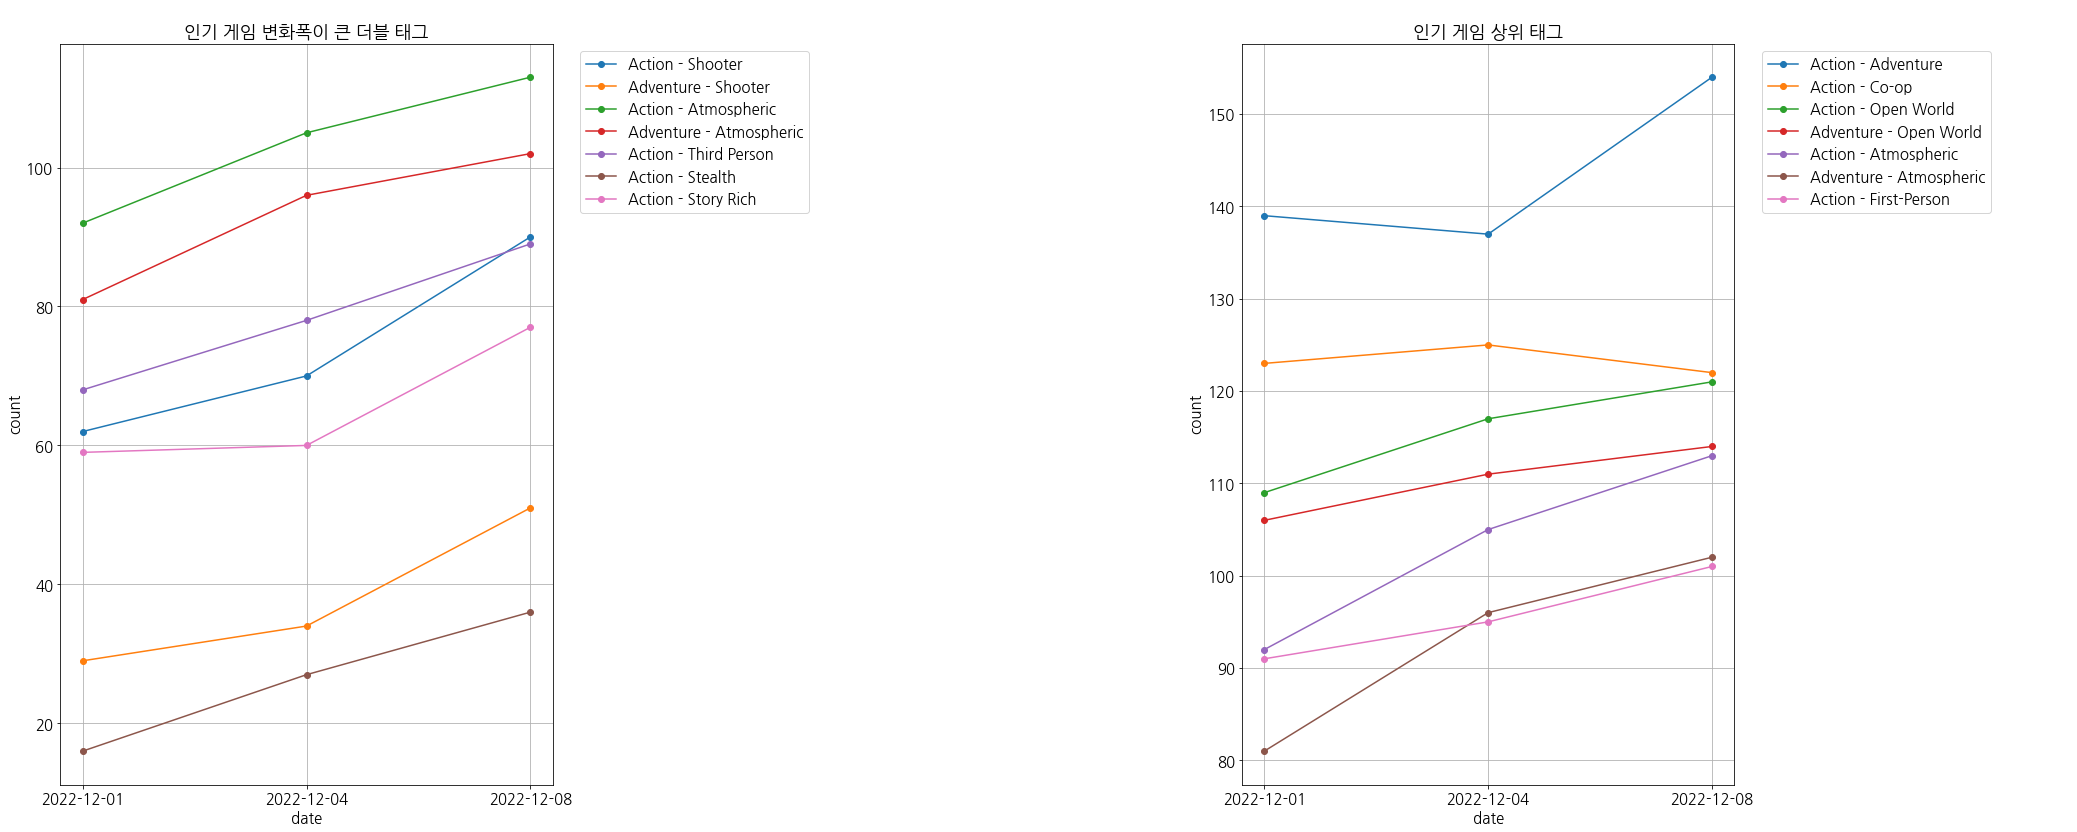 인기 게임 변화폭이 큰 더블 태그
count
100
80
60
40
20
2022-12-01
2022-12-04
2022-12-08
date
Action - Shooter
Adventure - Shooter
Action - Atmospheric
Adventure - Atmospheric
Action - Third Person
Action - Stealth
Action - Story Rich
인기 게임 상위 태그
count
150
140
130
120
110
100
90
80
2022-12-01
2022-12-04
2022-12-08
date
Action - Adventure
Action - Co-op
Action - Open World
Adventure - Open World
Action - Atmospheric
Adventure - Atmospheric
Action - First-Person